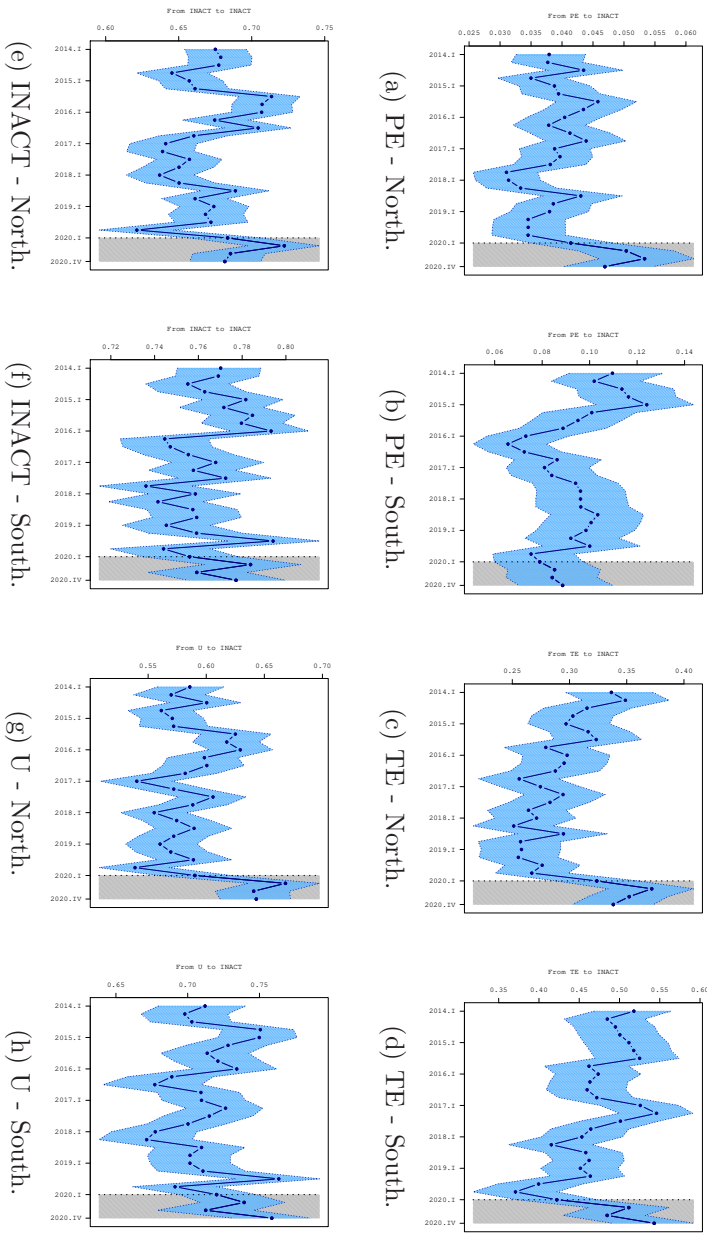 From PE to INACT
0.025 0.030 0.035 0.040 0.045 0.050 0.055 0.060
2014.I
2015.I
2016.I
2017.I
2018.I
2019.I
2020.I
2020.IV
(a) PE - North.
From PE to INACT
0.06 0.08 0.10 0.12 0.14
2014.I
2015.I
2016.I
2017.I
2018.I
2019.I
2020.I
2020.IV
(b) PE - South.
From TE to INACT
0.25 0.30 0.35 0.40
2014.I
2015.I
2016.I
2017.I
2018.I
2019.I
2020.I
2020.IV
(c) TE - North.
From TE to INACT
0.35 0.40 0.45 0.50 0.55 0.60
2014.I
2015.I
2016.I
2017.I
2018.I
2019.I
2020.I
2020.IV
(d) TE - South.
From INACT to INACT
0.60 0.65 0.70 0.75
2014.I
2015.I
2016.I
2017.I
2018.I
2019.I
2020.I
2020.IV
(e) INACT - North.
From INACT to INACT
0.72 0.74 0.76 0.78 0.80
2014.I
2015.I
2016.I
2017.I
2018.I
2019.I
2020.I
2020.IV
(f) INACT - South.
From U to INACT
0.55 0.60 0.65 0.70
2014.I
2015.I
2016.I
2017.I
2018.I
2019.I
2020.I
2020.IV
(g) U - North.
From U to INACT
0.65 0.70 0.75
2014.I
2015.I
2016.I
2017.I
2018.I
2019.I
2020.I
2020.IV
(h) U - South.